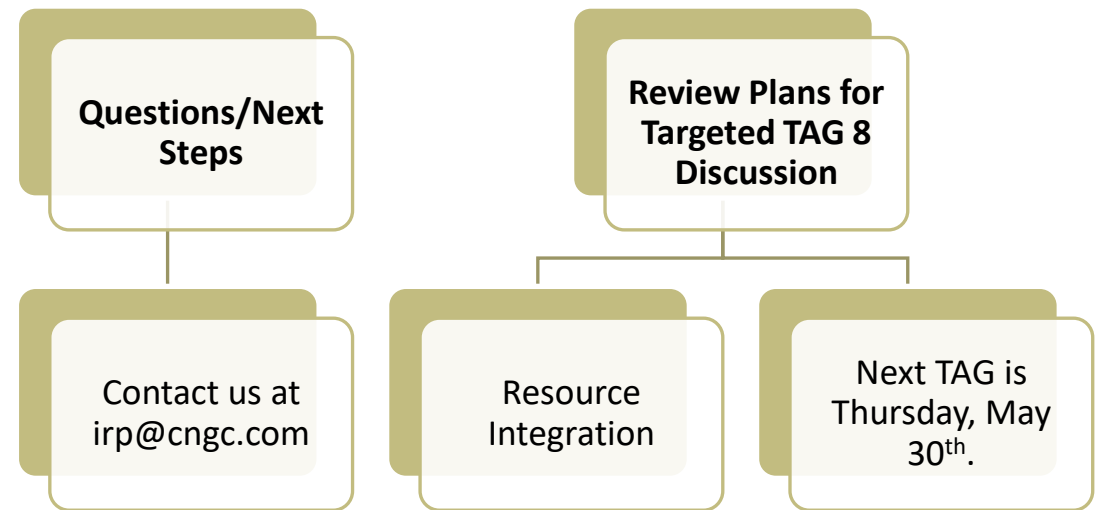 Questions/Next
Steps
Review Plans for
Targeted TAG 8
Discussion
Contact us at
irp@cngc.com
Resource
Integration
Next TAG is
Thursday, May
30th.